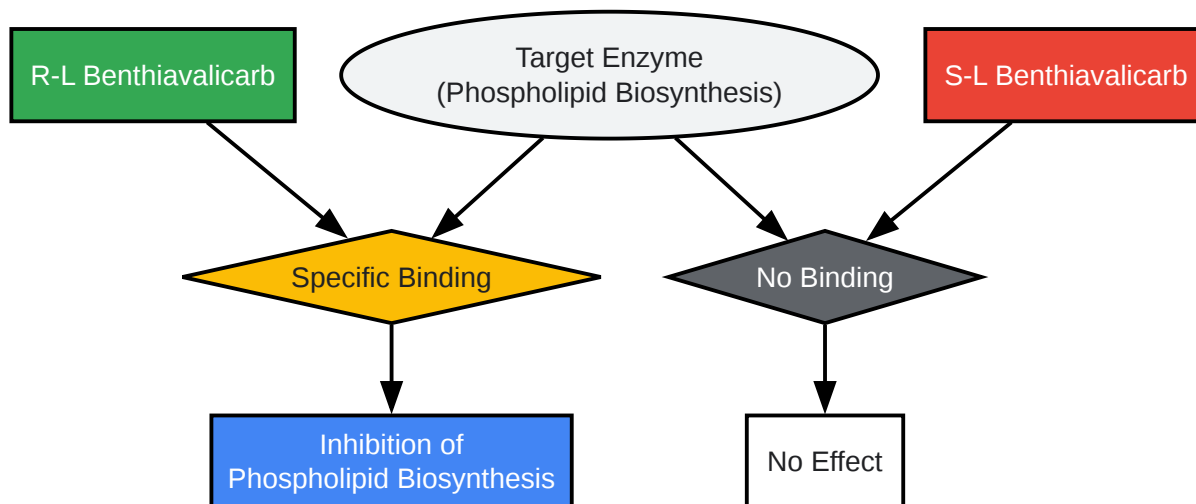 R-L Benthiavalicarb
Target Enzyme
(Phospholipid Biosynthesis)
S-L Benthiavalicarb
Specific Binding
No Binding
Inhibition of
Phospholipid Biosynthesis
No Effect